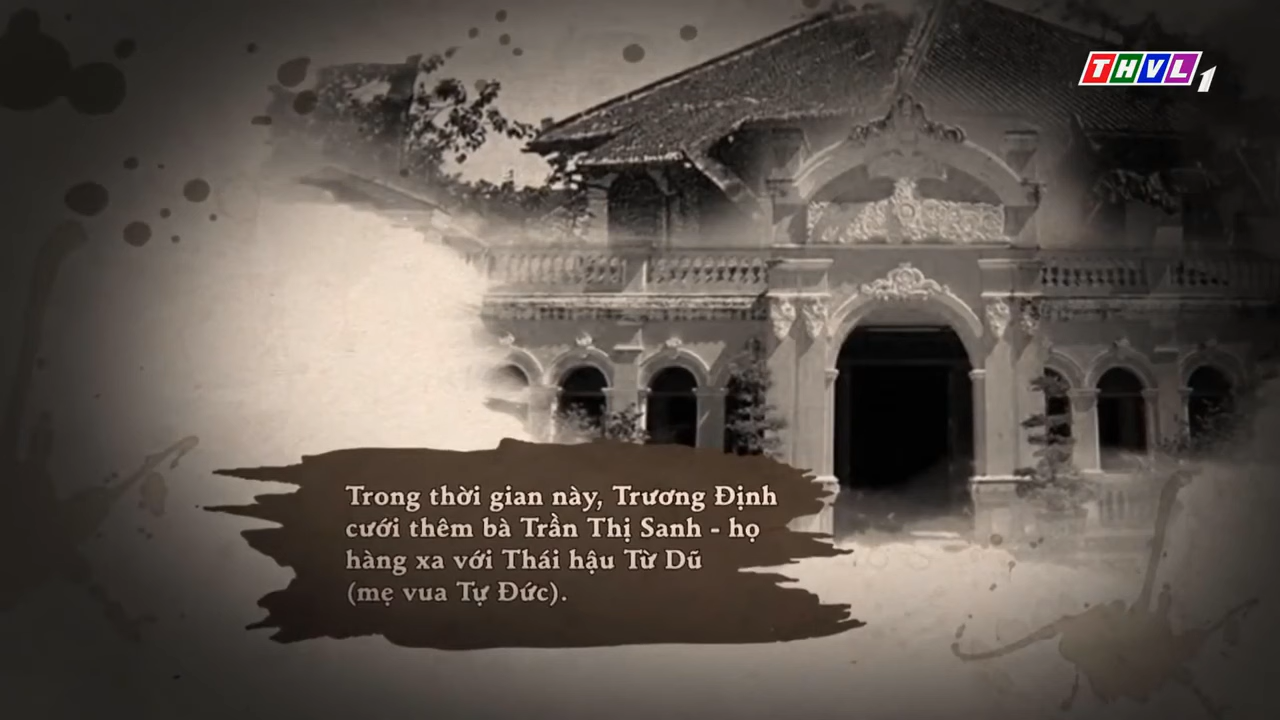 THVL1
Trong thời gian này, Trương Định
cưới thêm bà Trần Thị Sanh - họ
hàng xa với Thái hậu Từ Dũ
(mẹ vua Tự Đức).